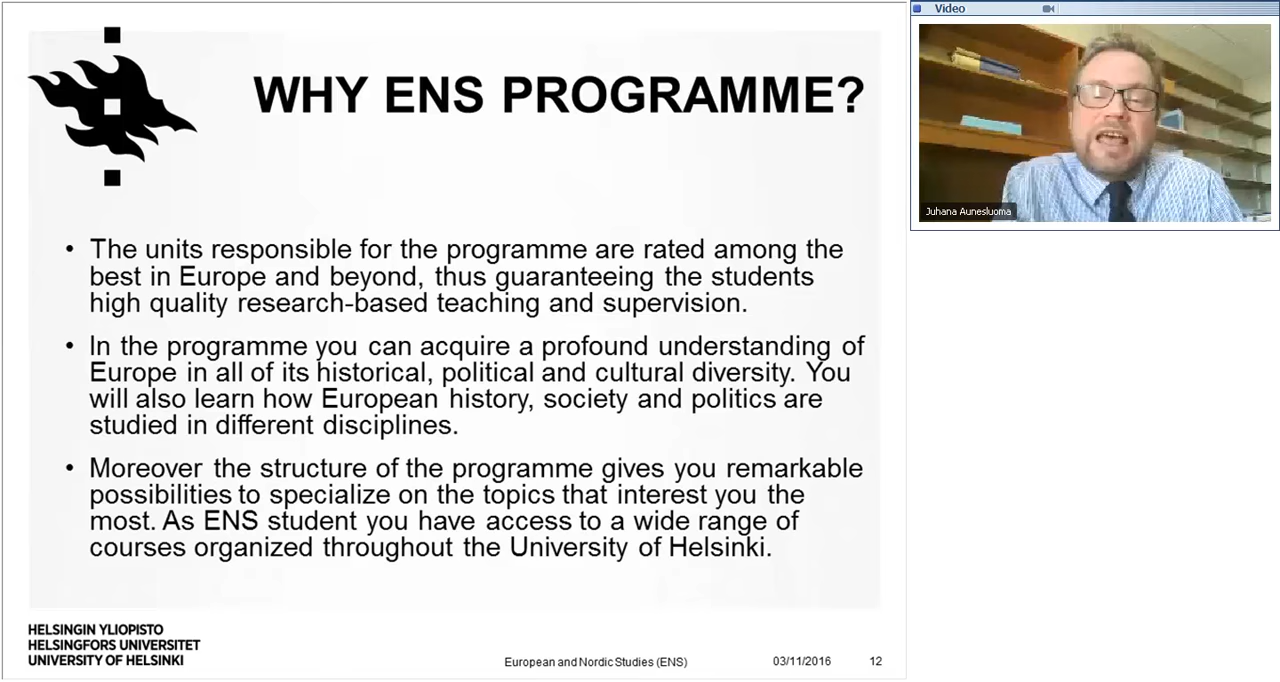 WHY ENS PROGRAMME?
• The units responsible for the programme are rated among the
best in Europe and beyond, thus guaranteeing the students
high quality research-based teaching and supervision.
• In the programme you can acquire a profound understanding of
Europe in all of its historical, political and cultural diversity. You
will also learn how European history, society and politics are
studied in different disciplines.
• Moreover the structure of the programme gives you remarkable
possibilities to specialize on the topics that interest you the
most. As ENS student you have access to a wide range of
courses organized throughout the University of Helsinki.
HELSINGIN YLIOPISTO
HELSINGFORS UNIVERSITET
UNIVERSITY OF HELSINKI
European and Nordic Studies (ENS)
03/11/2016
12
Video
Juhana Aunesluoma